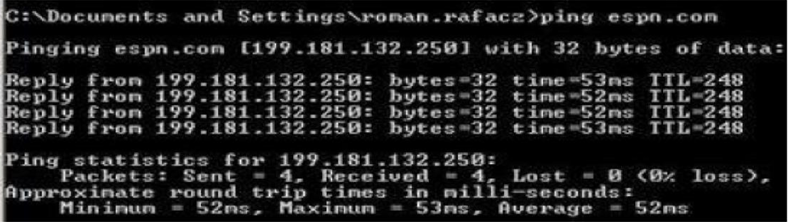 C:\Documents and Settings\roman.rafacz>ping espn.com
Pinging espn.com [199.181.132.250] with 32 bytes of data:
Reply from 199.181.132.250: bytes=32 time=53ms TTL=248
Reply from 199.181.132.250: bytes=32 time=52ms TTL=248
Reply from 199.181.132.250: bytes=32 time=52ms TTL=248
Reply from 199.181.132.250: bytes=32 time=53ms TTL=248
Ping statistics for 199.181.132.250:
Packets: Sent = 4, Received = 4, Lost = 0 (0% loss),
Approximate round trip times in milli-seconds:
Minimum = 52ms, Maximum = 53ms, Average = 52ms